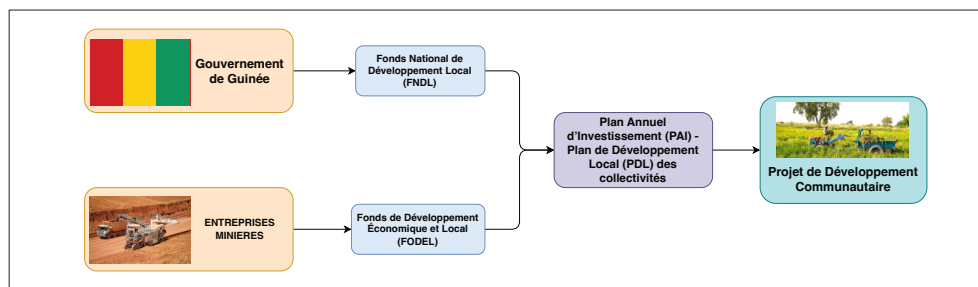 Gouvernement
de Guinée
Fonds National de
Développement Local
(FNDL)
Plan Annuel
d'Investissement (PAI) -
Plan de Développement
Local (PDL) des
collectivités
Projet de Développement
Communautaire
ENTREPRISES
MINIERES
Fonds de Développement
Économique et Local
(FODEL)